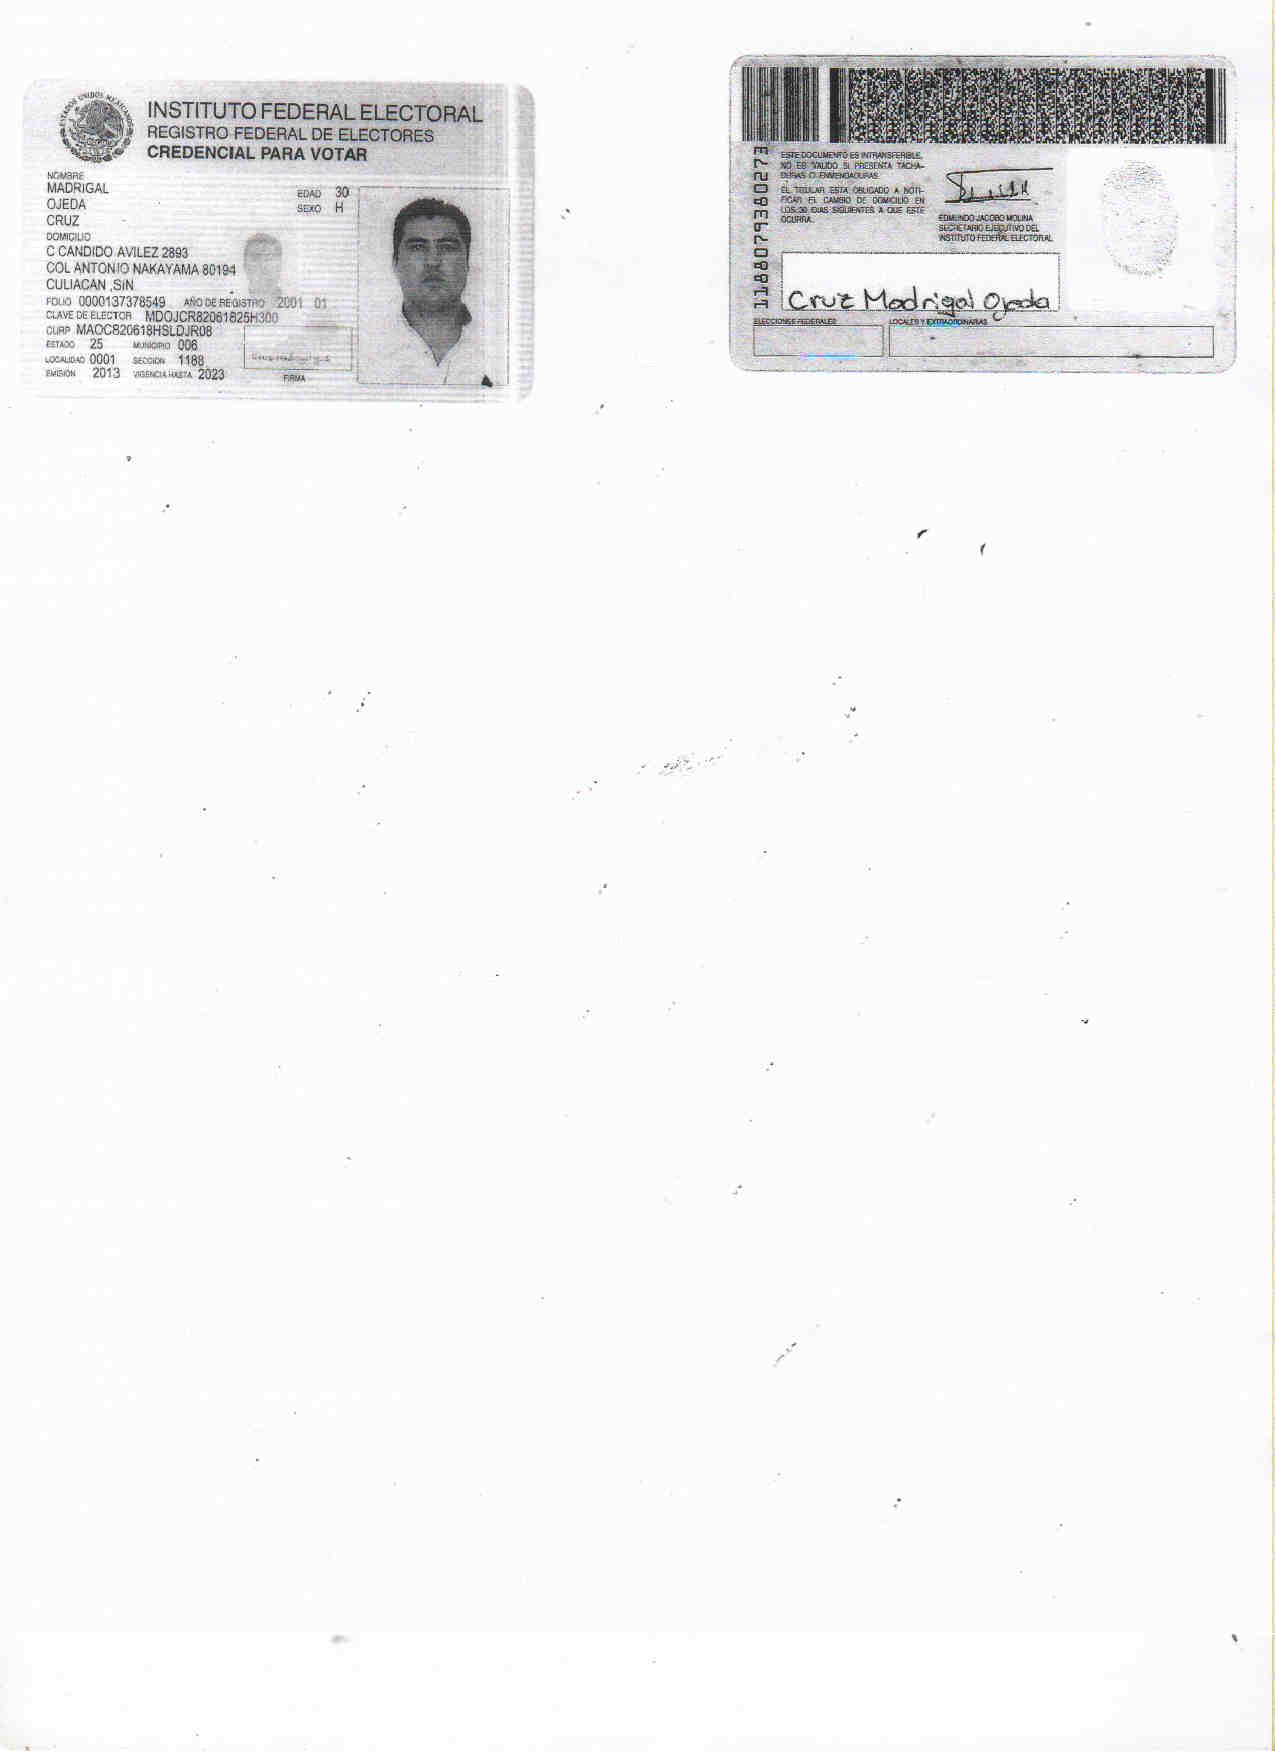 INSTITUTO FEDERAL ELECTORAL
REGISTRO FEDERAL DE ELECTORES
CREDENCIAL PARA VOTAR
NOMBRE
MADRIGAL
OJEDA
CRUZ
EDAD 30
SEXO H
DOMICILIO
C CANDIDO AVILEZ 2893
COL ANTONIO NAKAYAMA 80194
CULIACAN ,SIN
FOLIO 0000137378549 AÑO DE REGISTRO 2001 01
CLAVE DE ELECTOR MDOJCR82061825H300
CURP MAOC820618HSLDJR08
ESTADO 25 MUNICIPIO 006
LOCALIDAD 0001 SECCION 1188
EMISION 2013 VIGENCIA HASTA 2023
FIRMA
ESTE DOCUMENTO ES INTRANSFERIBLE.
NO ES VALIDO SI PRESENTA TACHA-
DURAS O ENMENDADURAS.
EL TITULAR ESTA OBLIGADO A NOTI-
FICAR EL CAMBIO DE DOMICILIO EN
LOS 30 DIAS SIGUIENTES A QUE ESTE
OCURRA.
EDMUNDO JACOBO MOLINA
SECRETARIO EJECUTIVO DEL
INSTITUTO FEDERAL ELECTORAL
1188079380273
Cruz Madrigal Ojeda
ELECCIONES FEDERALES
LOCALES Y EXTRAORDINARIAS